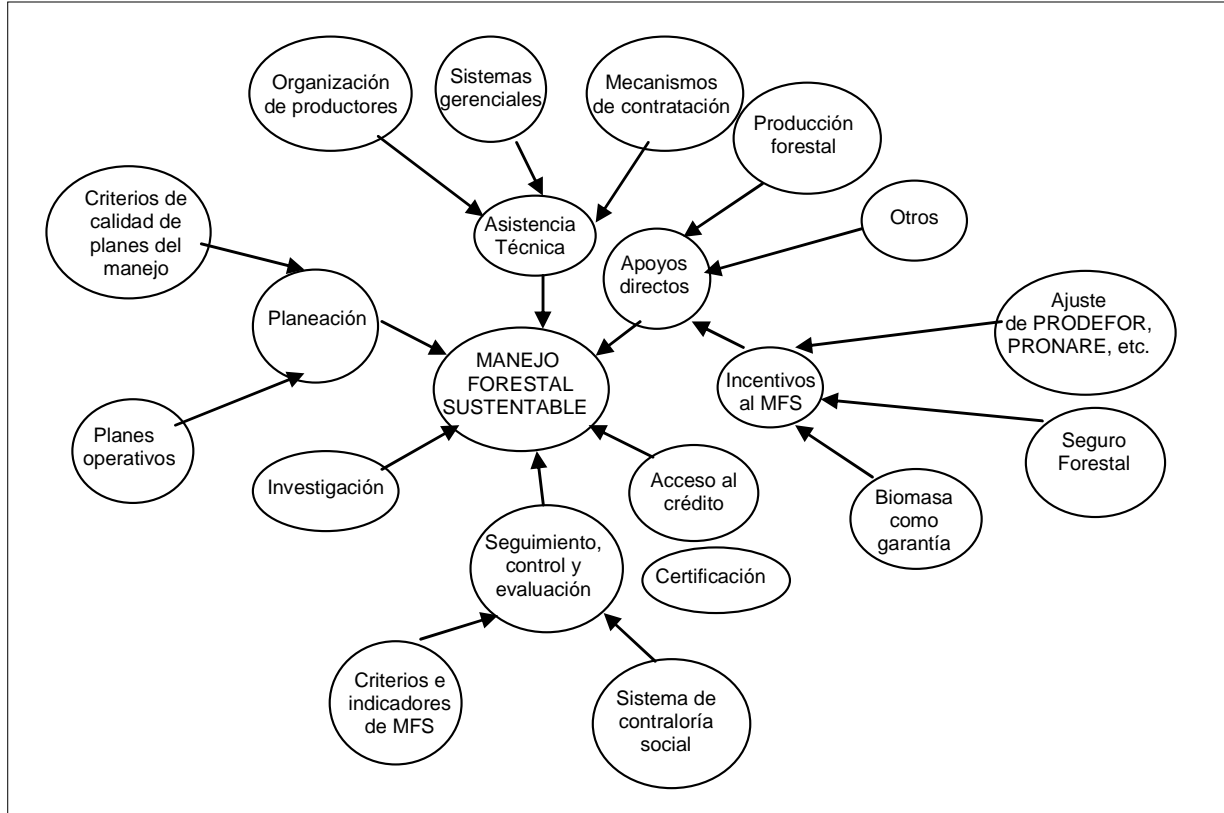 Organización
de productores
Sistemas
gerenciales
Mecanismos
de contratación
Producción
forestal
Criterios de
calidad de
planes del
manejo
Asistencia
Técnica
Otros
Apoyos
directos
Planeación
Ajuste
de PRODEFOR,
PRONARE, etc.
MANEJO
FORESTAL
SUSTENTABLE
Incentivos
al MFS
Planes
operativos
Seguro
Forestal
Investigación
Acceso al
crédito
Biomasa
como
garantía
Seguimiento,
control y
evaluación
Certificación
Criterios e
indicadores
de MFS
Sistema de
contraloría
social